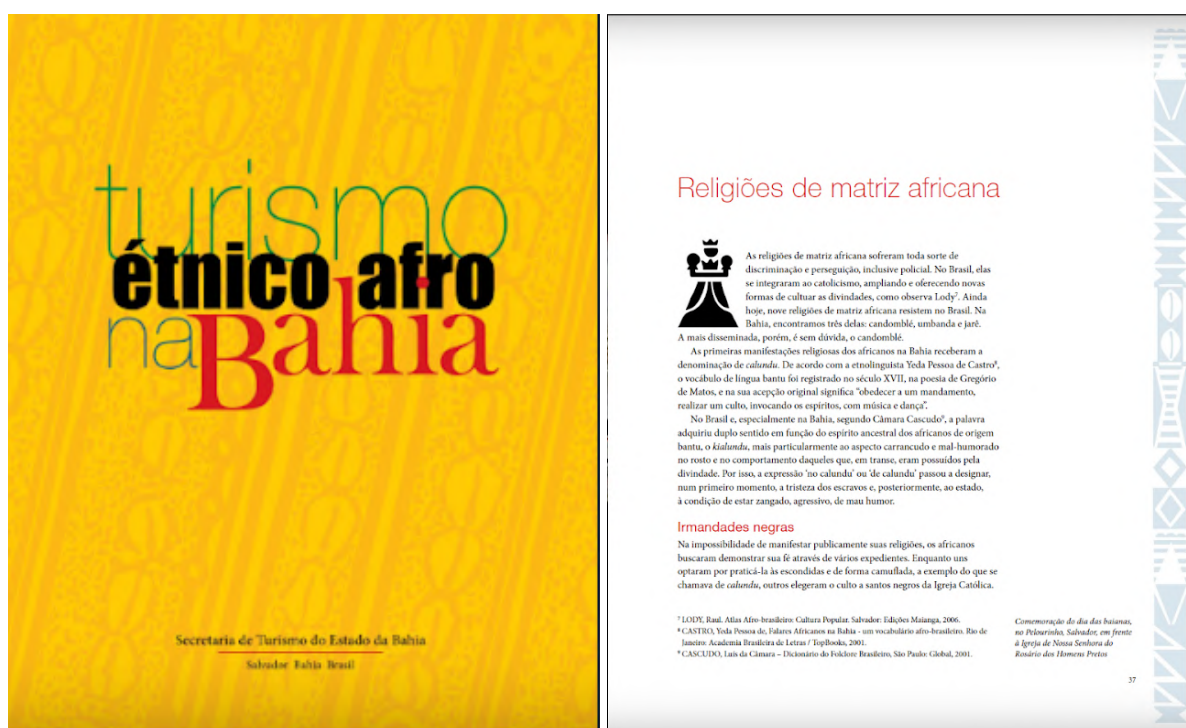 turismo
étnico afro
na Bahia
Secretaria de Turismo do Estado da Bahia
Salvador Bahia Brasil
Religiões de matriz africana
As religiões de matriz africana sofreram toda sorte de
discriminação e perseguição, inclusive policial. No Brasil, elas
se integraram ao catolicismo, ampliando e oferecendo novas
formas de cultuar as divindades, como observa Lody⁷. Ainda
hoje, nove religiões de matriz africana resistem no Brasil. Na
Bahia, encontramos três delas: candomblé, umbanda e jarê.
A mais disseminada, porém, é sem dúvida, o candomblé.
As primeiras manifestações religiosas dos africanos na Bahia receberam a
denominação de calundu. De acordo com a etnolinguista Yeda Pessoa de Castro⁸,
o vocábulo de língua bantu foi registrado no século XVII, na poesia de Gregório
de Matos, e na sua acepção original significa “obedecer a um mandamento,
realizar um culto, invocando os espíritos, com música e dança”.
No Brasil e, especialmente na Bahia, segundo Câmara Cascudo⁹, a palavra
adquiriu duplo sentido em função do espírito ancestral dos africanos de origem
bantu, o kialundu, mais particularmente ao aspecto carrancudo e mal-humorado
no rosto e no comportamento daqueles que, em transe, eram possuídos pela
divindade. Por isso, a expressão ‘no calundu’ ou ‘de calundu’ passou a designar,
num primeiro momento, a tristeza dos escravos e, posteriormente, ao estado,
à condição de estar zangado, agressivo, de mau humor.
Irmandades negras
Na impossibilidade de manifestar publicamente suas religiões, os africanos
buscaram demonstrar sua fé através de vários expedientes. Enquanto uns
optaram por praticá-la às escondidas e de forma camuflada, a exemplo do que se
chamava de calundu, outros elegeram o culto a santos negros da Igreja Católica.
⁷ LODY, Raul. Atlas Afro-brasileiro: Cultura Popular. Salvador: Edições Maianga, 2006.
⁸ CASTRO, Yeda Pessoa de, Falares Africanos na Bahia - um vocabulário afro-brasileiro. Rio de
Janeiro: Academia Brasileira de Letras / TopBooks, 2001.
⁹ CASCUDO, Luís da Câmara – Dicionário do Folclore Brasileiro, São Paulo: Global, 2001.
Comemoração do dia das baianas,
no Pelourinho, Salvador, em frente
à Igreja de Nossa Senhora do
Rosário dos Homens Pretos
37